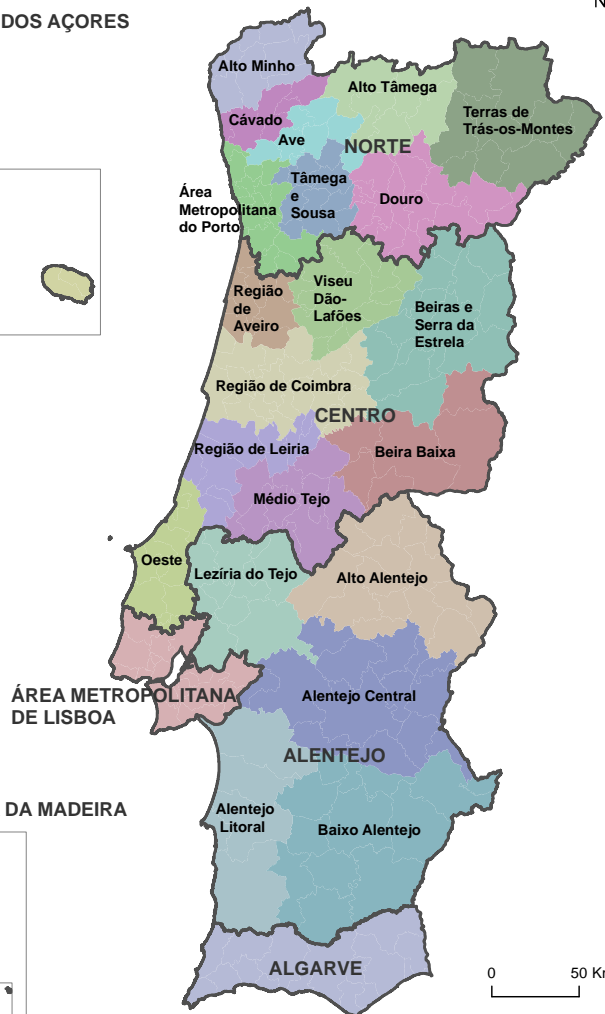 N
DOS AÇORES
Alto Minho
Alto Tâmega
Terras de
Trás-os-Montes
Cávado
Ave
NORTE
Tâmega
e
Sousa
Douro
Área
Metropolitana
do Porto
Região
de
Aveiro
Viseu
Dão-
Lafões
Beiras e
Serra da
Estrela
Região de Coimbra
CENTRO
Região de Leiria
Beira Baixa
Médio Tejo
Oeste
Lezíria do Tejo
Alto Alentejo
ÁREA METROPOLITANA
DE LISBOA
Alentejo Central
ALENTEJO
DA MADEIRA
Alentejo
Litoral
Baixo Alentejo
ALGARVE
0 50 Km